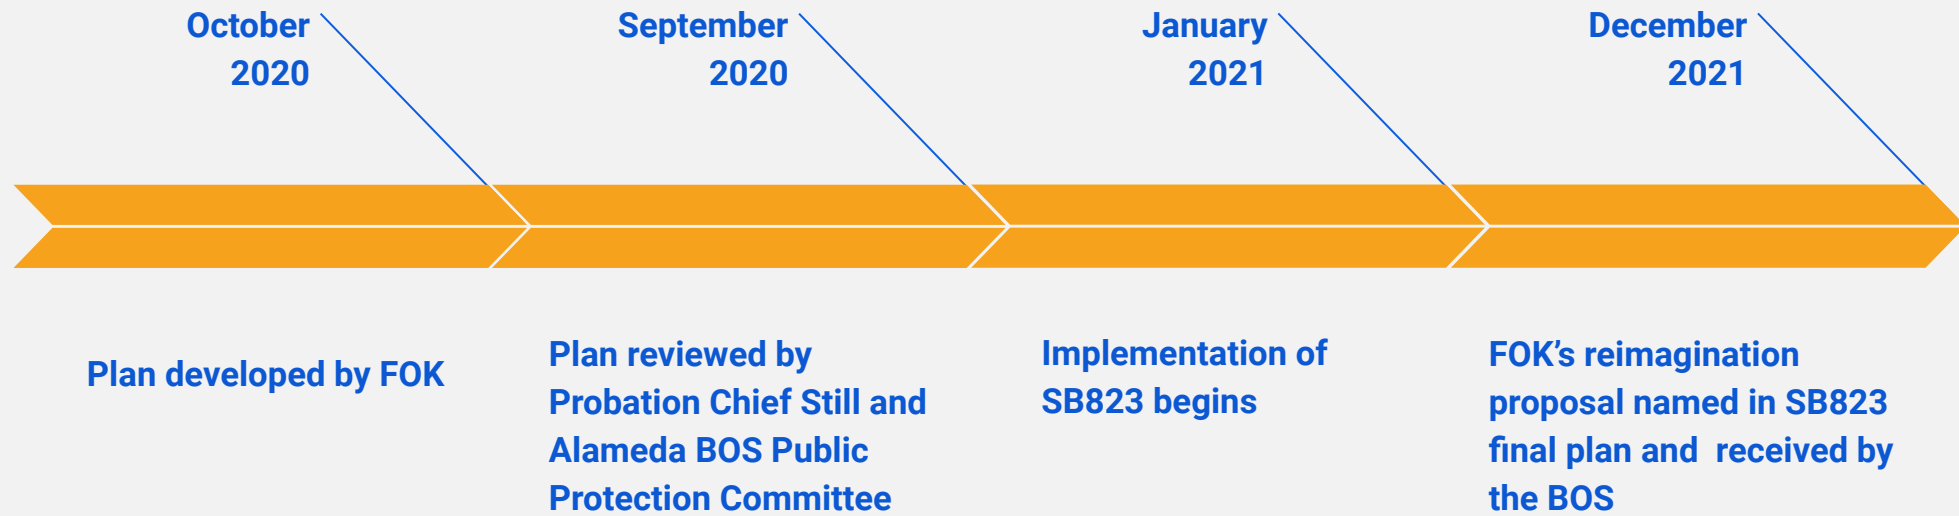 October
2020
September
2020
January
2021
December
2021
Plan developed by FOK
Plan reviewed by
Probation Chief Still and
Alameda BOS Public
Protection Committee
Implementation of
SB823 begins
FOK’s reimagination
proposal named in SB823
final plan and  received by
the BOS